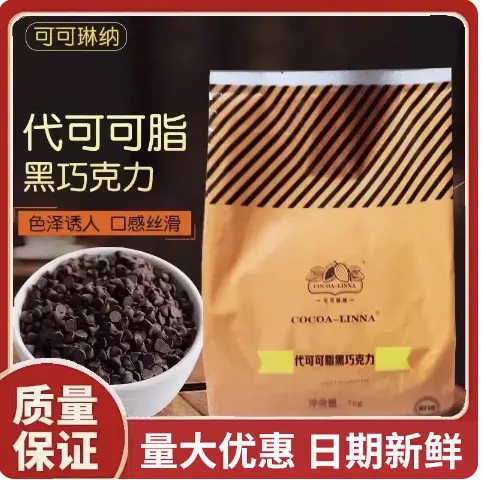 可可琳纳
代可可脂
黑巧克力
色泽诱人 口感丝滑
COCOA-LINNA
可可琳纳
COCOA-LINNA®
代可可脂黑巧克力
净含量: 1kg
质量
保证
量大优惠 日期新鲜